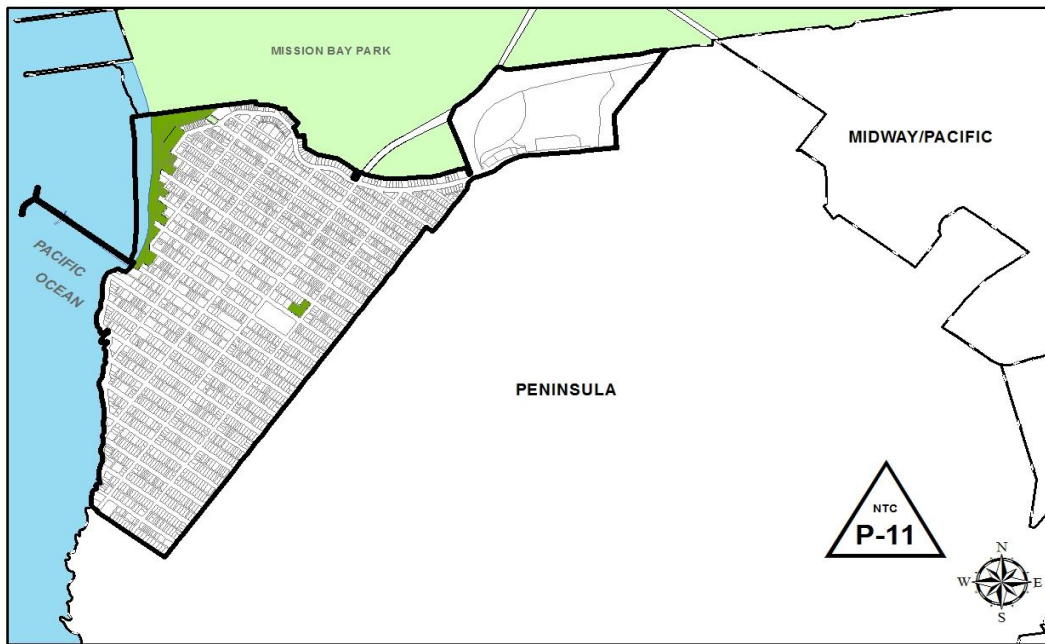 MISSION BAY PARK
MIDWAY/PACIFIC
PACIFIC
OCEAN
PENINSULA
NTC
P-11
N
W
E
S